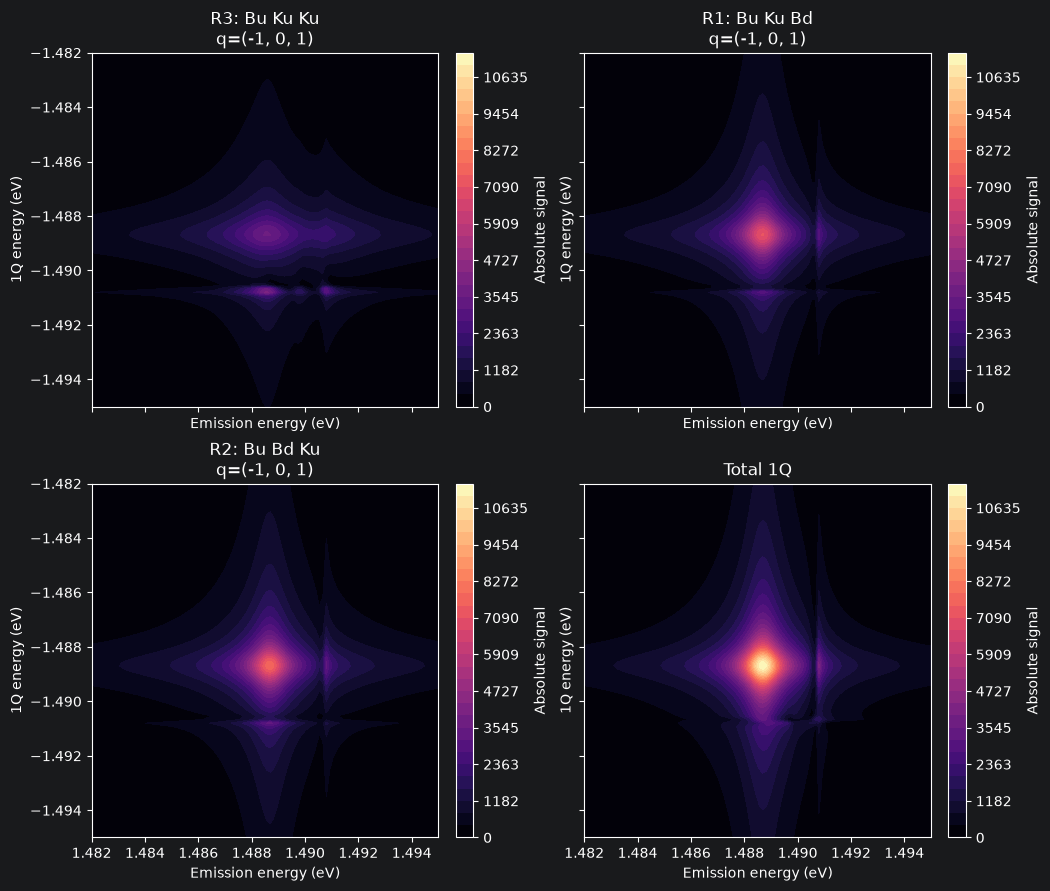 R3: Bu Ku Ku
q=(-1, 0, 1)
−1.482
−1.484
−1.486
−1.488
−1.490
−1.492
−1.494
1Q energy (eV)
Emission energy (eV)
10635
9454
8272
7090
5909
4727
3545
2363
1182
0
Absolute signal
R1: Bu Ku Bd
q=(-1, 0, 1)
1Q energy (eV)
Emission energy (eV)
10635
9454
8272
7090
5909
4727
3545
2363
1182
0
Absolute signal
R2: Bu Bd Ku
q=(-1, 0, 1)
−1.482
−1.484
−1.486
−1.488
−1.490
−1.492
−1.494
1Q energy (eV)
1.482 1.484 1.486 1.488 1.490 1.492 1.494
Emission energy (eV)
10635
9454
8272
7090
5909
4727
3545
2363
1182
0
Absolute signal
Total 1Q
1Q energy (eV)
1.482 1.484 1.486 1.488 1.490 1.492 1.494
Emission energy (eV)
10635
9454
8272
7090
5909
4727
3545
2363
1182
0
Absolute signal